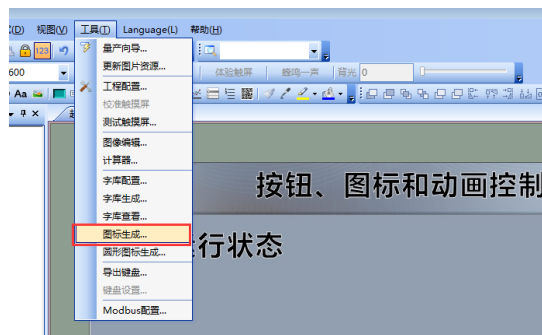 (D) 视图(V) 工具(T) Language(L) 帮助(H)
123
量产向导...
更新图片资源...
600
体验触屏 蜂鸣一声 背光 0
工程配置...
Aa
校准触摸屏
测试触摸屏...
图像编辑...
计算器...
字库配置...
按钮、图标和动画控制
字库生成...
字库查看...
图标生成...
行状态
圆形图标生成...
导出键盘...
键盘设置...
Modbus配置...